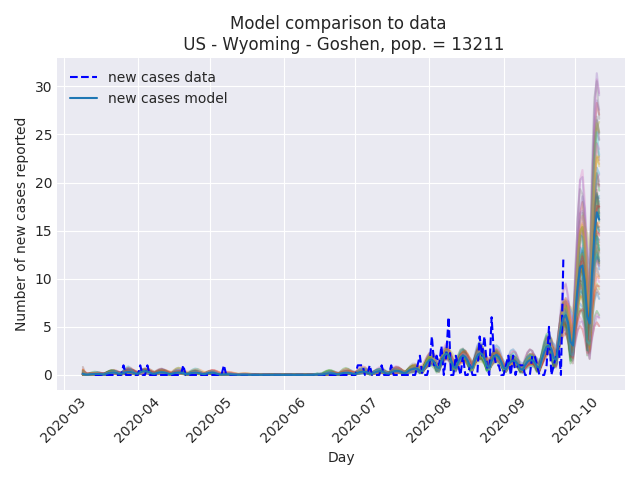 Model comparison to data
US - Wyoming - Goshen, pop. = 13211
new cases data
new cases model
Number of new cases reported
30
25
20
15
10
5
0
2020-03
2020-04
2020-05
2020-06
2020-07
2020-08
2020-09
2020-10
Day